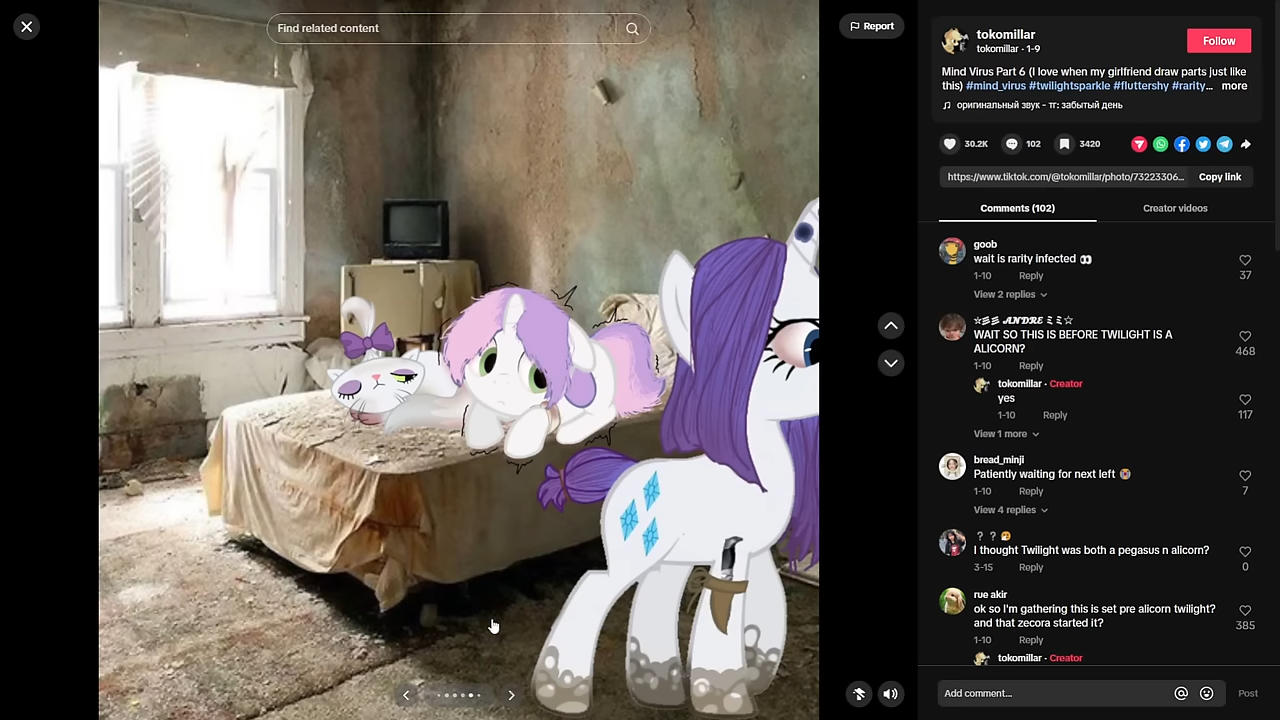 Find related content
Report
tokomillar
tokomillar · 1-9
Follow
Mind Virus Part 6 (I love when my girlfriend draw parts just like
this) #mind_virus #twilightsparkle #fluttershy #rarity... more
оригинальный звук - тг: забытый день
30.2K
102
3420
https://www.tiktok.com/@tokomillar/photo/73223306...
Copy link
Comments (102)
Creator videos
goob
wait is rarity infected 👀
37
1-10 Reply
View 2 replies
☆彡彡 𝑨𝑵𝑫𝑹𝑬 ミミ☆
WAIT SO THIS IS BEFORE TWILIGHT IS A
ALICORN?
468
1-10 Reply
tokomillar · Creator
yes
117
1-10 Reply
View 1 more
bread_minji
Patiently waiting for next left 😭
7
1-10 Reply
View 4 replies
I thought Twilight was both a pegasus n alicorn?
0
3-15 Reply
rue akir
ok so I'm gathering this is set pre alicorn twilight?
and that zecora started it?
385
1-10 Reply
tokomillar · Creator
Add comment...
Post